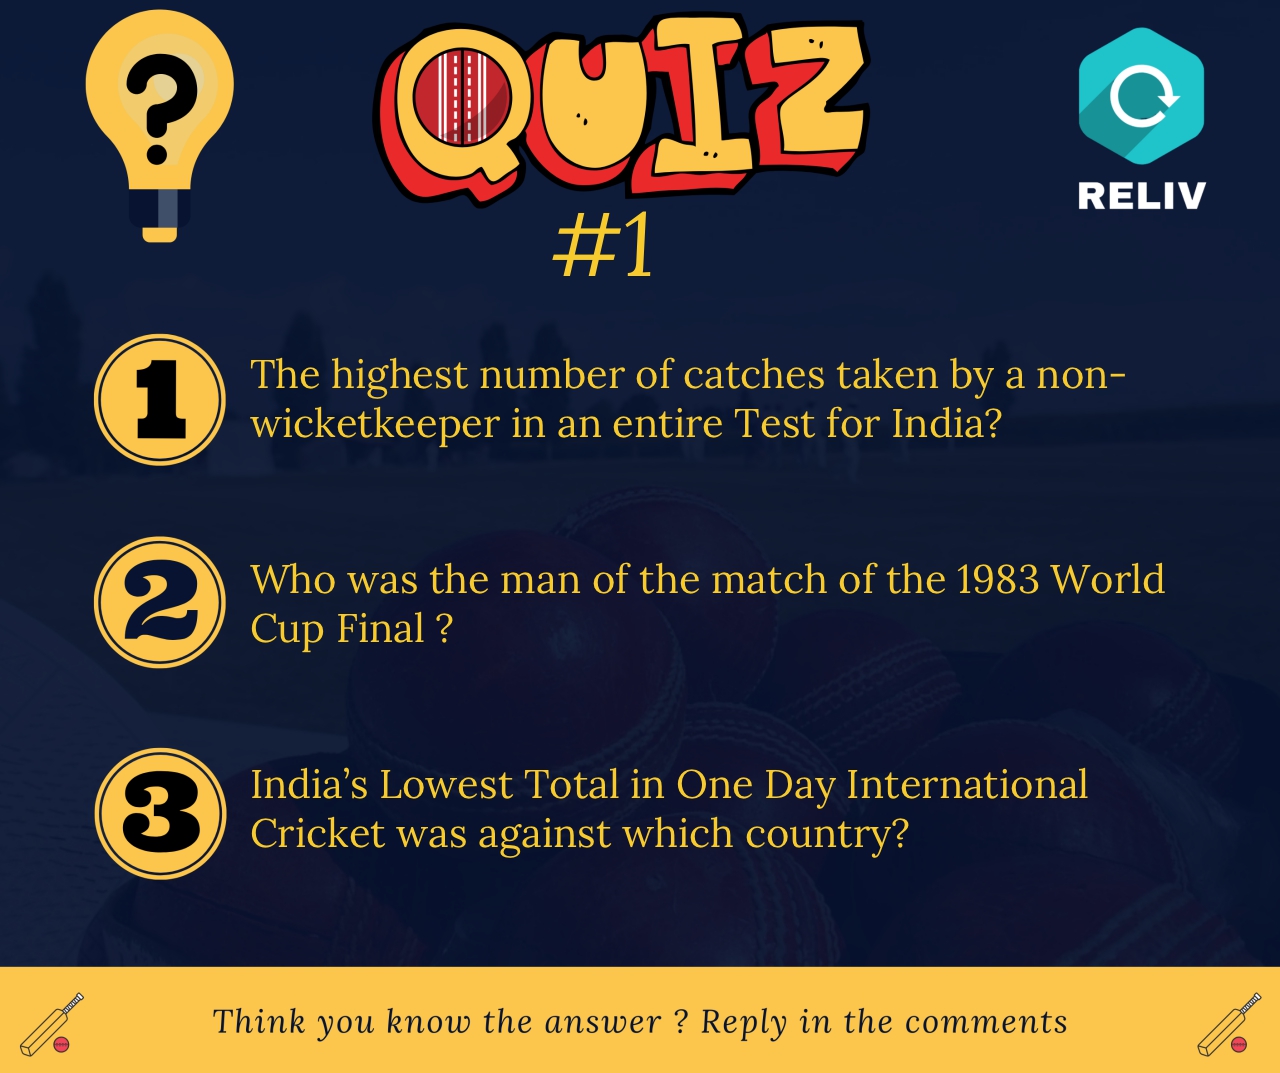 QUIZ
RELIV
#1
1
The highest number of catches taken by a non-
wicketkeeper in an entire Test for India?
2
Who was the man of the match of the 1983 World
Cup Final ?
3
India’s Lowest Total in One Day International
Cricket was against which country?
Think you know the answer ? Reply in the comments